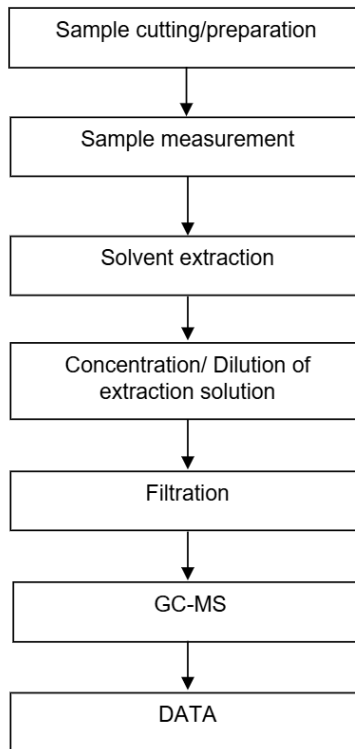 Sample cutting/preparation
Sample measurement
Solvent extraction
Concentration/ Dilution of
extraction solution
Filtration
GC-MS
DATA